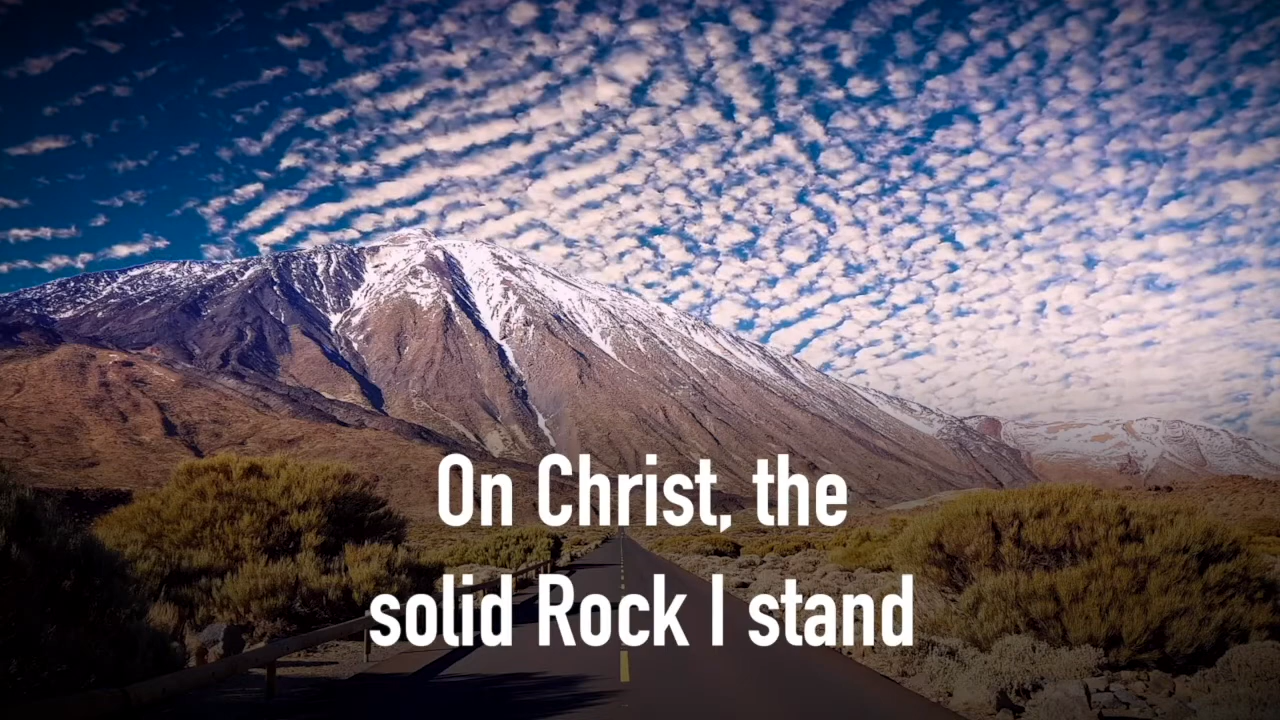 On Christ, the
solid Rock I stand